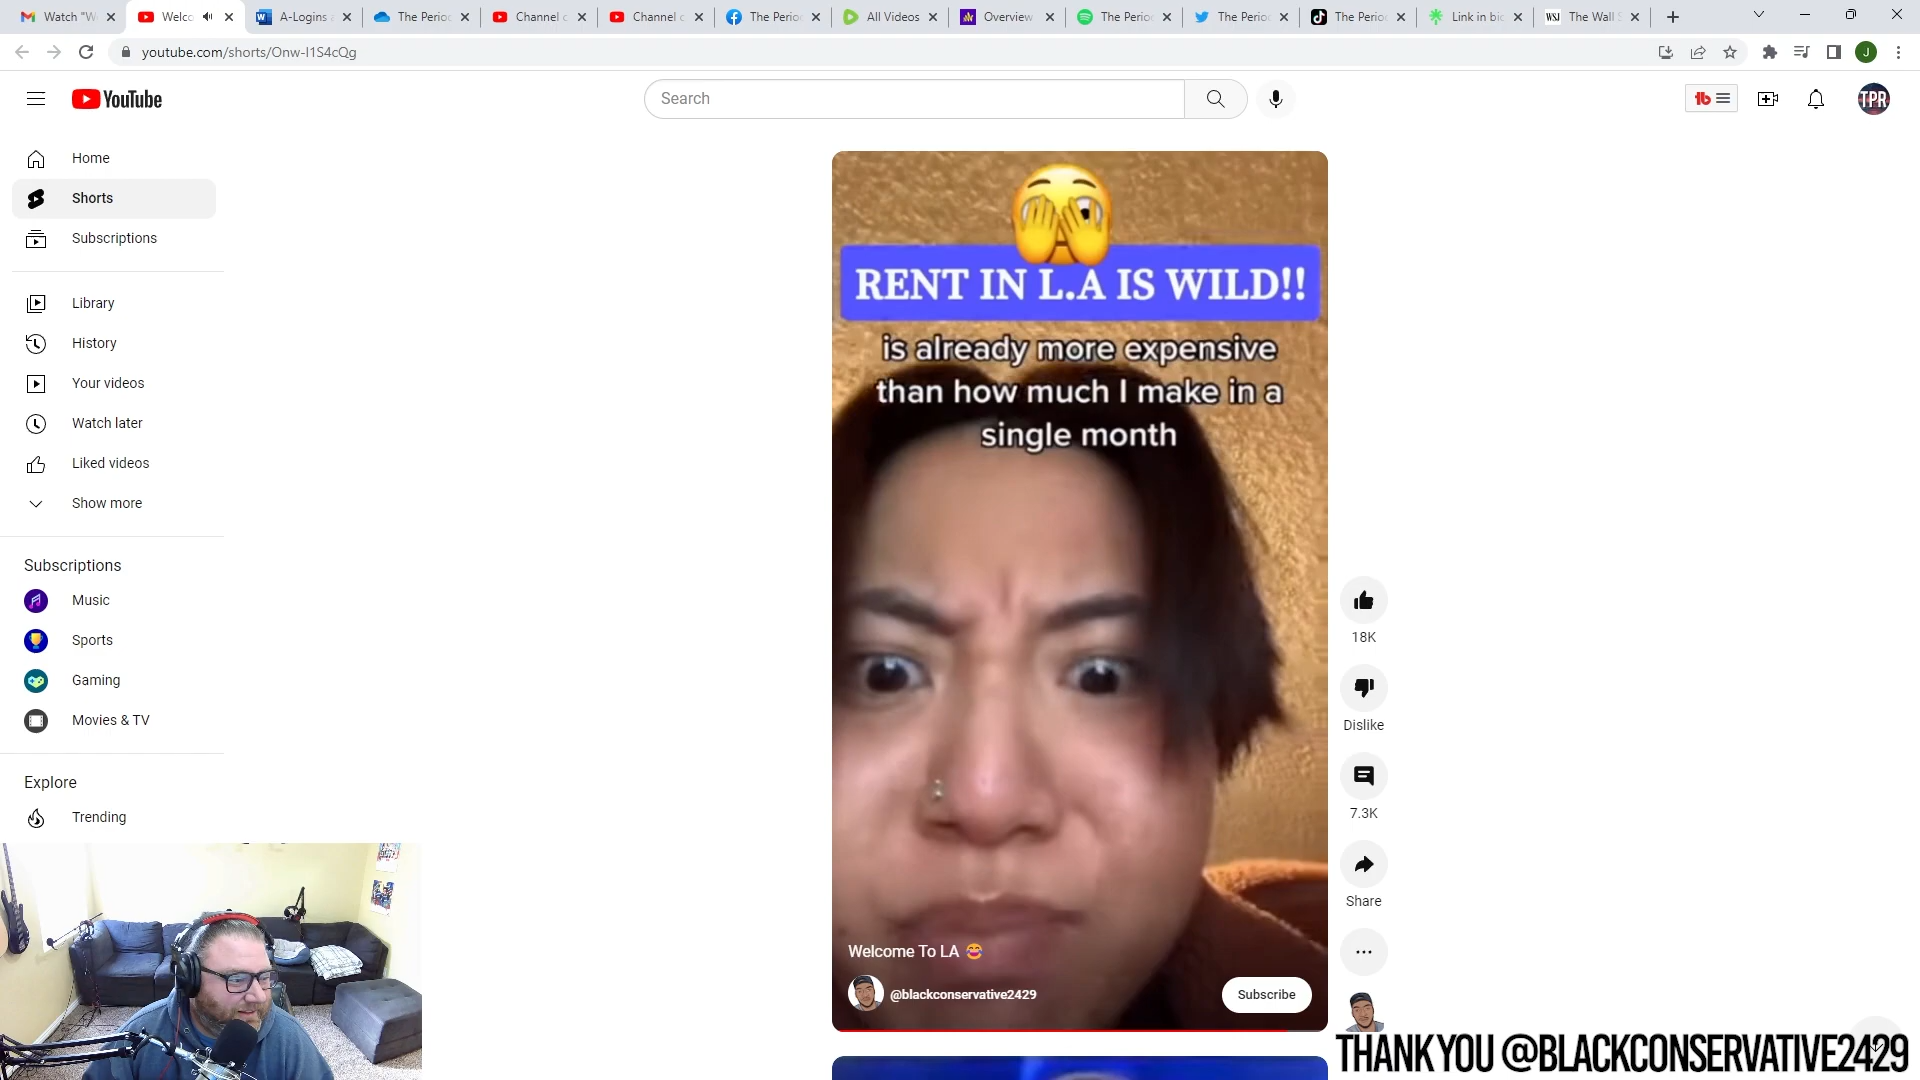 Watch "W
Welco
A-Logins a
The Perio
Channel c
Channel c
The Perio
All Videos
Overview
The Perio
The Perio
The Perio
Link in bio
The Wall S
youtube.com/shorts/Onw-I1S4cQg
J
YouTube
Search
tb
TPR
Home
Shorts
Subscriptions
Library
History
Your videos
Watch later
Liked videos
Show more
Subscriptions
Music
Sports
Gaming
Movies & TV
Explore
Trending
RENT IN L.A IS WILD!!
is already more expensive
than how much I make in a
single month
Welcome To LA 😂
@blackconservative2429
Subscribe
18K
Dislike
7.3K
Share
THANK YOU @BLACKCONSERVATIVE2429